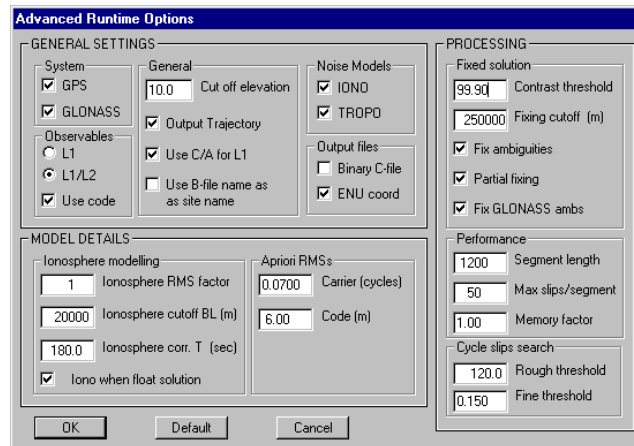 Advanced Runtime Options
GENERAL SETTINGS
System
GPS
GLONASS
Observables
L1
L1/L2
Use code
General
10.0 Cut off elevation
Output Trajectory
Use C/A for L1
Use B-file name as
as site name
Noise Models
IONO
TROPO
Output files
Binary C-file
ENU coord
MODEL DETAILS
Ionosphere modelling
1 Ionosphere RMS factor
20000 Ionosphere cutoff BL (m)
180.0 Ionosphere corr. T (sec)
Iono when float solution
Apriori RMSs
0.0700 Carrier (cycles)
6.00 Code (m)
PROCESSING
Fixed solution
99.90 Contrast threshold
250000 Fixing cutoff (m)
Fix ambiguities
Partial fixing
Fix GLONASS ambs
Performance
1200 Segment length
50 Max slips/segment
1.00 Memory factor
Cycle slips search
120.0 Rough threshold
0.150 Fine threshold
OK
Default
Cancel